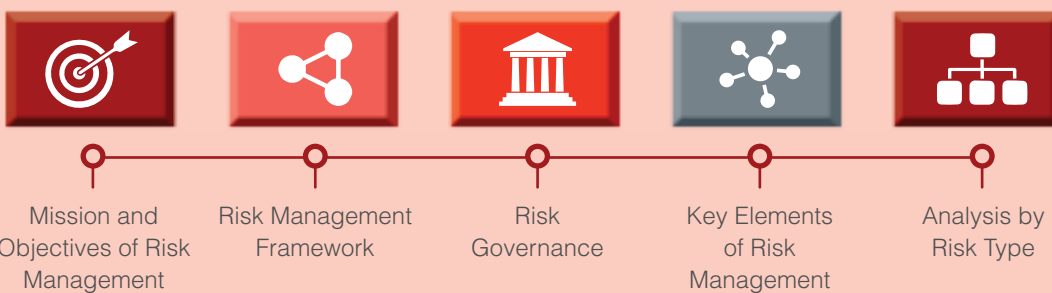 Mission and
Objectives of Risk
Management
Risk Management
Framework
Risk
Governance
Key Elements
of Risk
Management
Analysis by
Risk Type